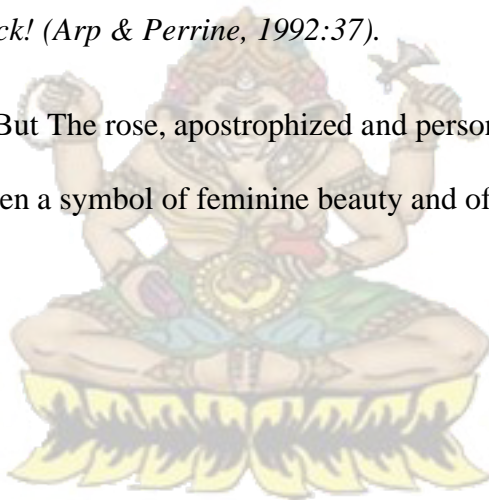 ck! (Arp & Perrine, 1992:37).
But The rose, apostrophized and person
en a symbol of feminine beauty and of